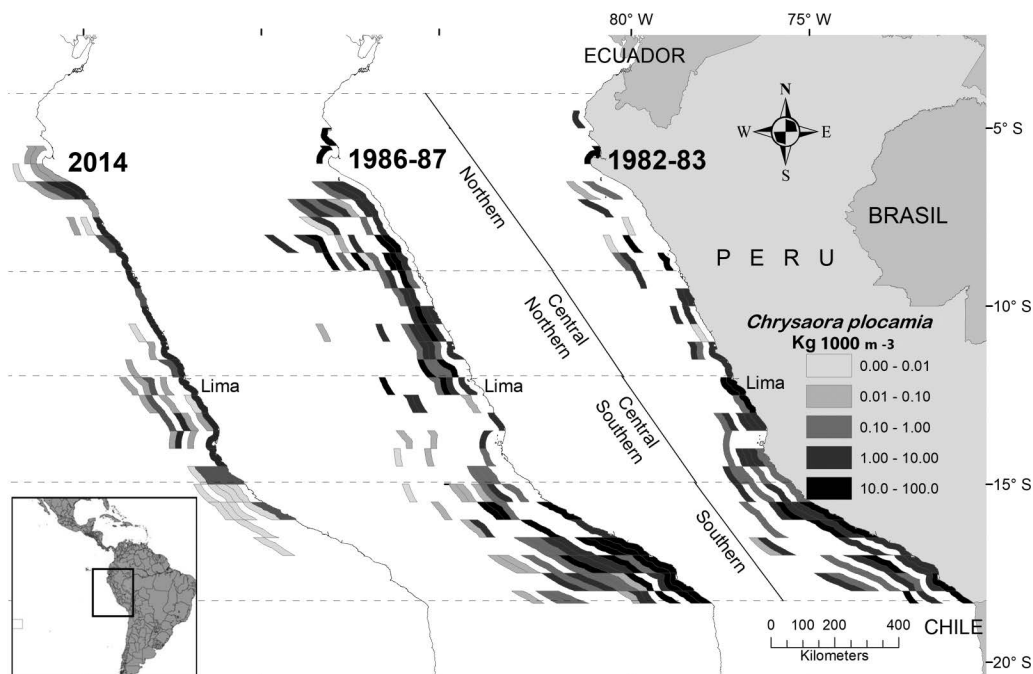 80° W
75° W
ECUADOR
N
W
E
S
5° S
2014
1986-87
1982-83
Northern
BRASIL
P E R U
Central
Northern
10° S
Chrysaora plocamia
Kg 1000 m -3
0.00 - 0.01
0.01 - 0.10
0.10 - 1.00
1.00 - 10.00
10.0 - 100.0
Lima
Lima
Lima
Central
Southern
15° S
Southern
CHILE
0 100 200 400
Kilometers
20° S